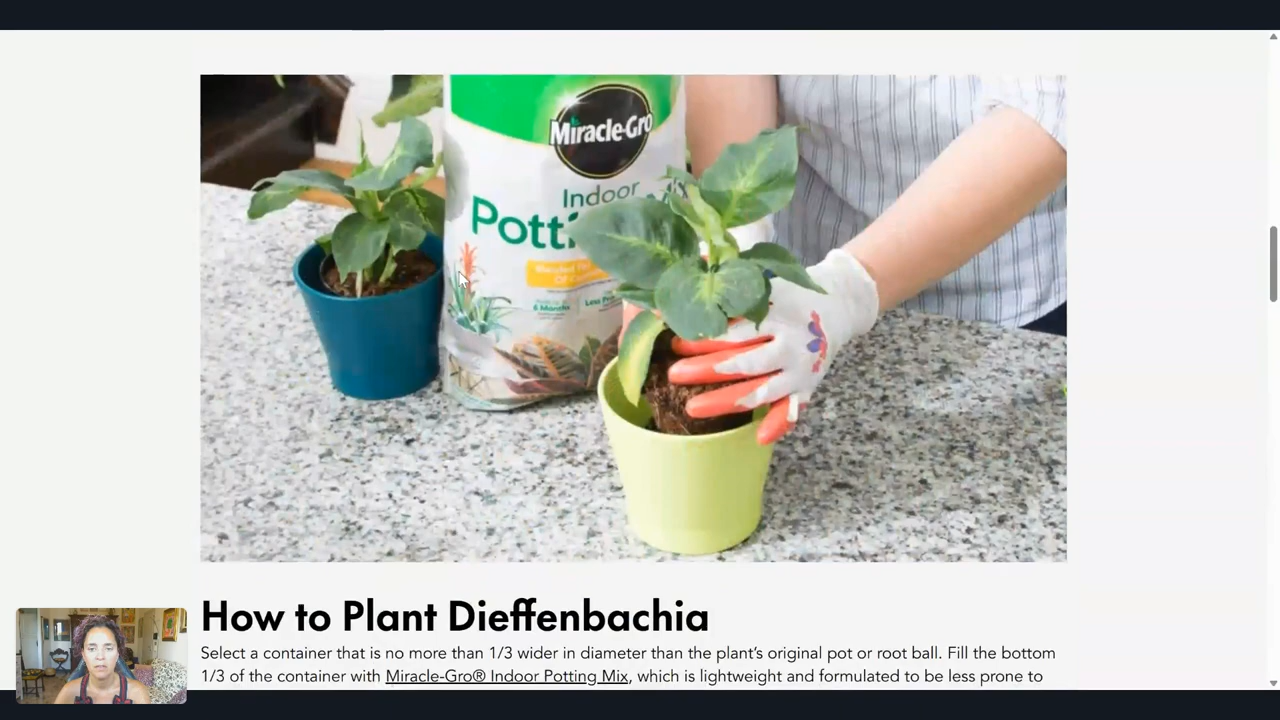 Miracle-Gro
Indoor
6 Months
How to Plant Dieffenbachia
Select a container that is no more than 1/3 wider in diameter than the plant’s original pot or root ball. Fill the bottom
1/3 of the container with Miracle-Gro® Indoor Potting Mix, which is lightweight and formulated to be less prone to